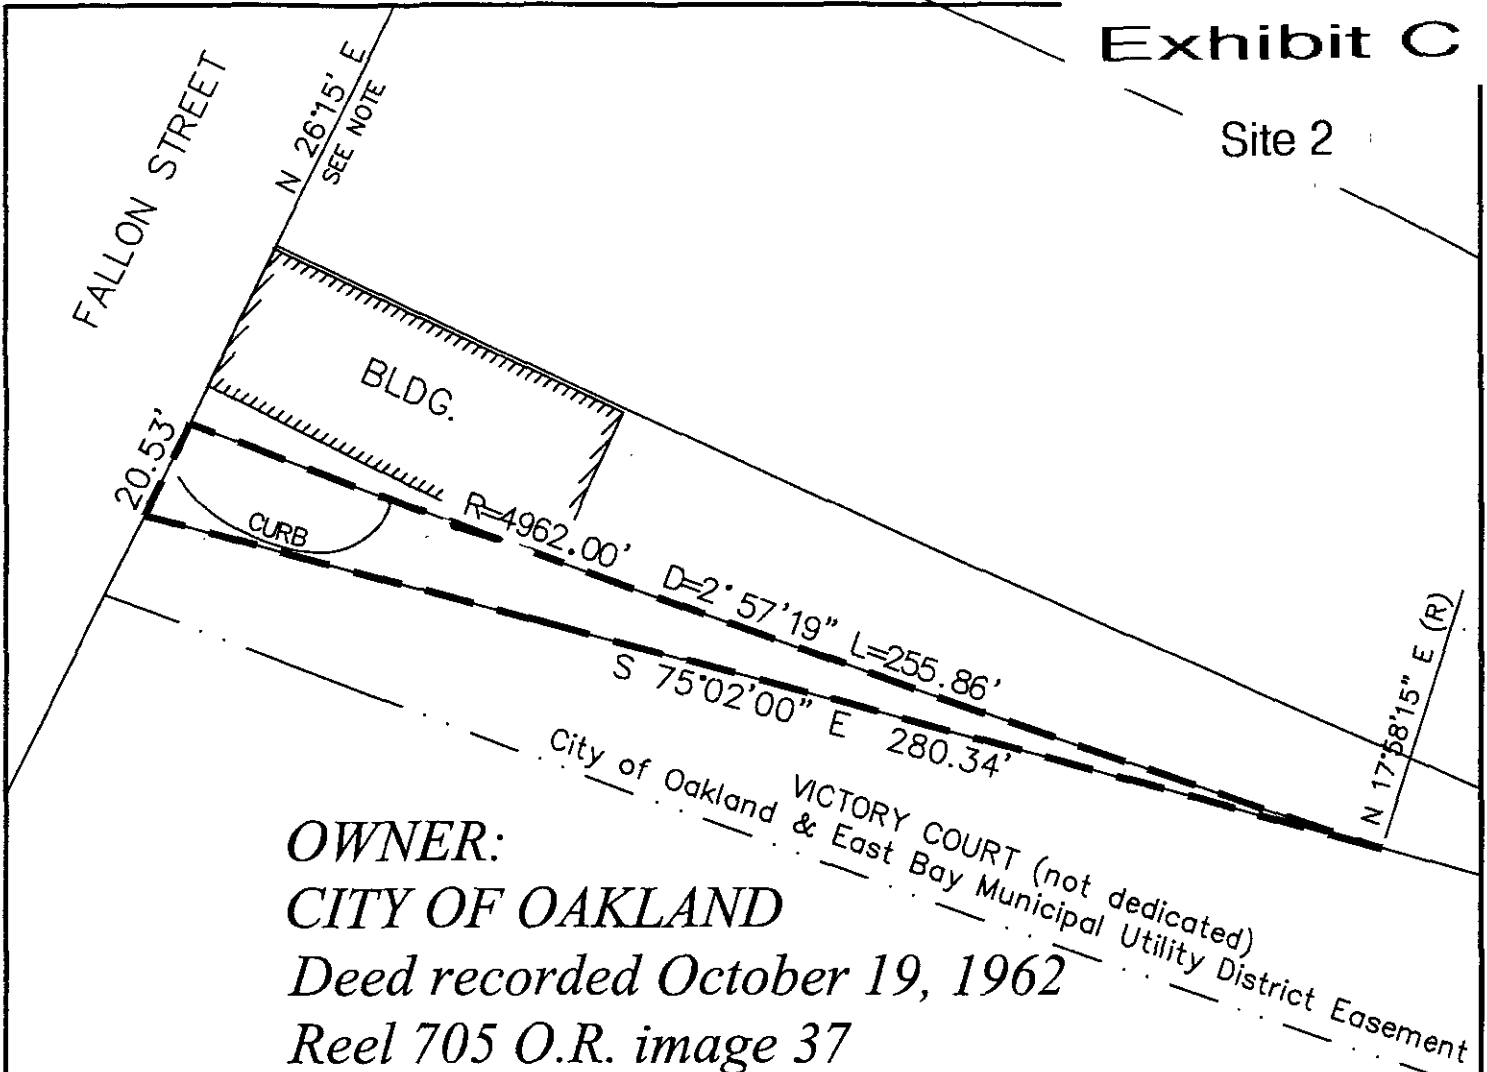 Exhibit C
Site 2
FALLON STREET
N 26°15' E
SEE NOTE
BLDG.
20.53'
CURB
R=4962.00' D=2°57'19" L=255.86'
S 75°02'00" E 280.34'
N 17°58'15" E (R)
VICTORY COURT (not dedicated)
City of Oakland & East Bay Municipal Utility District Easement
OWNER:
CITY OF OAKLAND
Deed recorded October 19, 1962
Reel 705 O.R. image 37